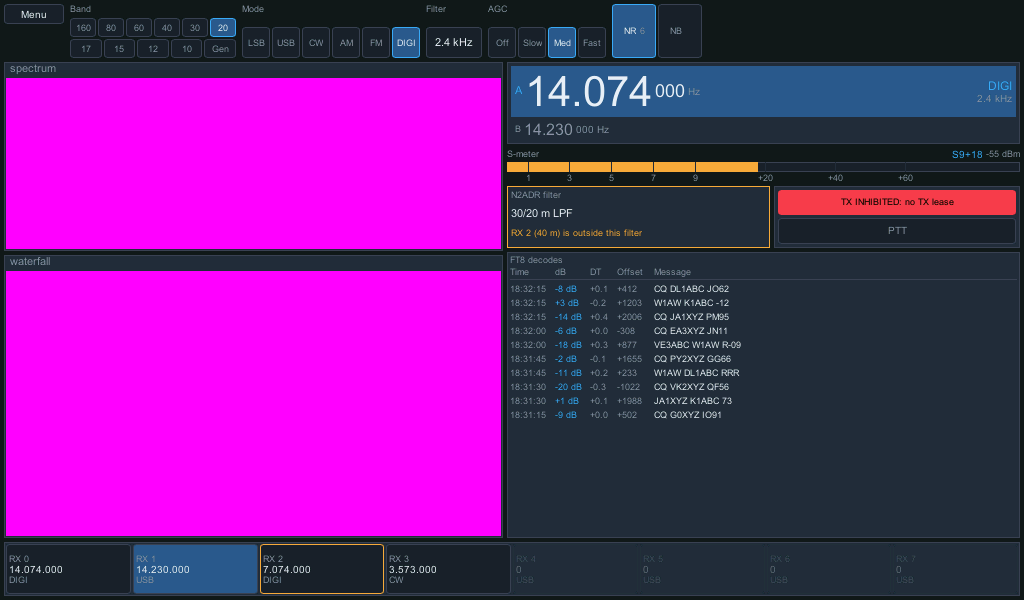 Menu
Band
160 80 60 40 30 20
17 15 12 10 Gen
Mode
LSB USB CW AM FM DIGI
Filter
2.4 kHz
AGC
Off Slow Med Fast
NR 6
NB
spectrum
waterfall
A 14.074 000 Hz
DIGI
2.4 kHz
B 14.230 000 Hz
S-meter
S9+18 -55 dBm
1 3 5 7 9 +20 +40 +60
N2ADR filter
30/20 m LPF
RX 2 (40 m) is outside this filter
TX INHIBITED: no TX lease
PTT
FT8 decodes
Time dB DT Offset Message
18:32:15 -8 dB +0.1 +412 CQ DL1ABC JO62
18:32:15 +3 dB -0.2 +1203 W1AW K1ABC -12
18:32:15 -14 dB +0.4 +2006 CQ JA1XYZ PM95
18:32:00 -6 dB +0.0 -308 CQ EA3XYZ JN11
18:32:00 -18 dB +0.3 +877 VE3ABC W1AW R-09
18:31:45 -2 dB -0.1 +1655 CQ PY2XYZ GG66
18:31:45 -11 dB +0.2 +233 W1AW DL1ABC RRR
18:31:30 -20 dB -0.3 -1022 CQ VK2XYZ QF56
18:31:30 +1 dB +0.1 +1988 JA1XYZ K1ABC 73
18:31:15 -9 dB +0.0 +502 CQ G0XYZ IO91
RX 0
14.074.000
DIGI
RX 1
14.230.000
USB
RX 2
7.074.000
DIGI
RX 3
3.573.000
CW
RX 4
0
USB
RX 5
0
USB
RX 6
0
USB
RX 7
0
USB